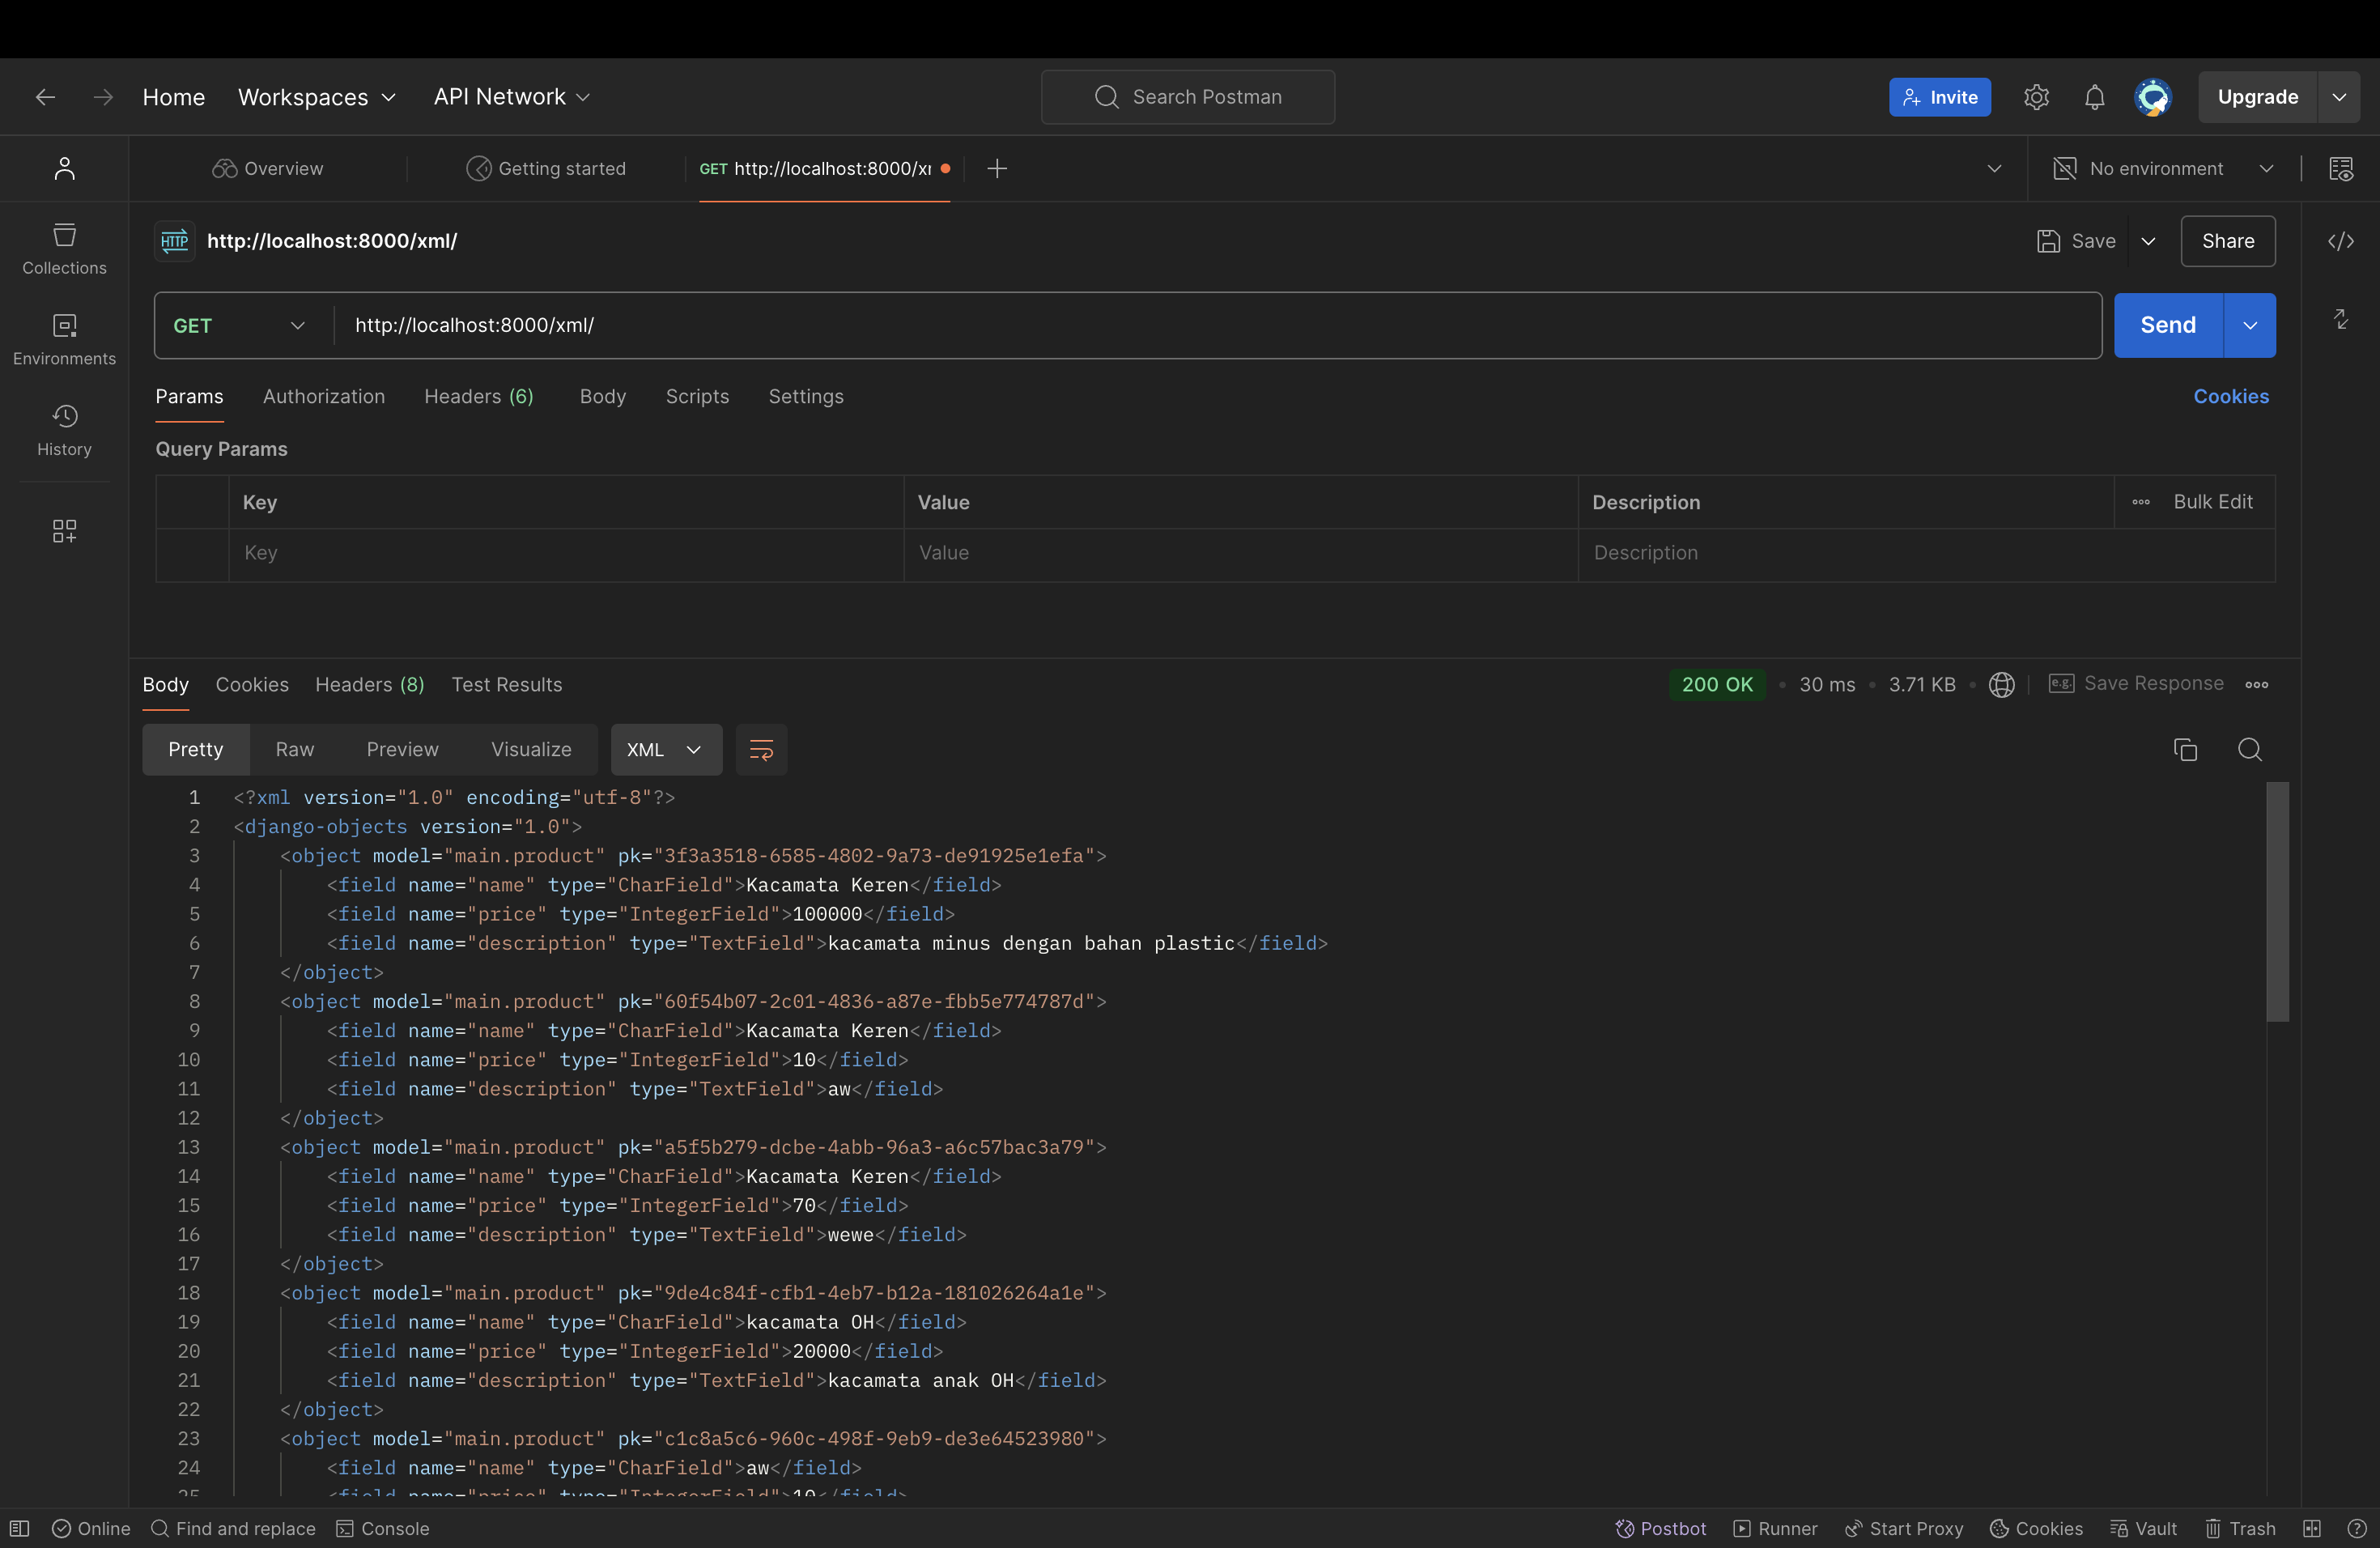 Home Workspaces API Network Search Postman Invite Upgrade
Overview Getting started GET http://localhost:8000/xr No environment
HTTP http://localhost:8000/xml/ Save Share
Collections
Environments
History
GET http://localhost:8000/xml/ Send
Params Authorization Headers (6) Body Scripts Settings Cookies
Query Params
Key Value Description Bulk Edit
Key Value Description
Body Cookies Headers (8) Test Results 200 OK 30 ms 3.71 KB e.g. Save Response
Pretty Raw Preview Visualize XML
1 <?xml version="1.0" encoding="utf-8"?>
2 <django-objects version="1.0">
3 <object model="main.product" pk="3f3a3518-6585-4802-9a73-de91925e1efa">
4 <field name="name" type="CharField">Kacamata Keren</field>
5 <field name="price" type="IntegerField">100000</field>
6 <field name="description" type="TextField">kacamata minus dengan bahan plastic</field>
7 </object>
8 <object model="main.product" pk="60f54b07-2c01-4836-a87e-fbb5e774787d">
9 <field name="name" type="CharField">Kacamata Keren</field>
10 <field name="price" type="IntegerField">10</field>
11 <field name="description" type="TextField">aw</field>
12 </object>
13 <object model="main.product" pk="a5f5b279-dcbe-4abb-96a3-a6c57bac3a79">
14 <field name="name" type="CharField">Kacamata Keren</field>
15 <field name="price" type="IntegerField">70</field>
16 <field name="description" type="TextField">wewe</field>
17 </object>
18 <object model="main.product" pk="9de4c84f-cfb1-4eb7-b12a-181026264a1e">
19 <field name="name" type="CharField">kacamata OH</field>
20 <field name="price" type="IntegerField">20000</field>
21 <field name="description" type="TextField">kacamata anak OH</field>
22 </object>
23 <object model="main.product" pk="c1c8a5c6-960c-498f-9eb9-de3e64523980">
24 <field name="name" type="CharField">aw</field>
25 <field name="price" type="IntegerField">10</field>
Online Find and replace Console Postbot Runner Start Proxy Cookies Vault Trash